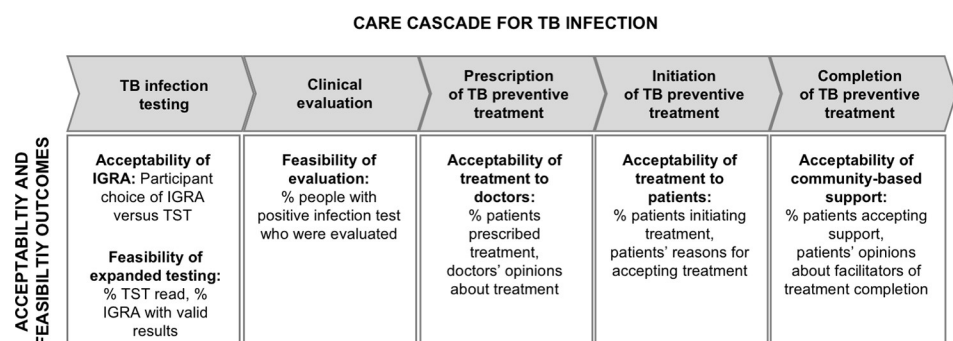 CARE CASCADE FOR TB INFECTION
TB infection
testing
Clinical
evaluation
Prescription
of TB preventive
treatment
Initiation
of TB preventive
treatment
Completion
of TB preventive
treatment
ACCEPTABILTIY AND
FEASIBILTIY OUTCOMES
Acceptability of
IGRA: Participant
choice of IGRA
versus TST
Feasibility of
expanded testing:
% TST read, %
IGRA with valid
results
Feasibility of
evaluation:
% people with
positive infection test
who were evaluated
Acceptability of
treatment to
doctors:
% patients
prescribed
treatment,
doctors' opinions
about treatment
Acceptability of
treatment to
patients:
% patients initiating
treatment,
patients' reasons for
accepting treatment
Acceptability of
community-based
support:
% patients accepting
support,
patients' opinions
about facilitators of
treatment completion